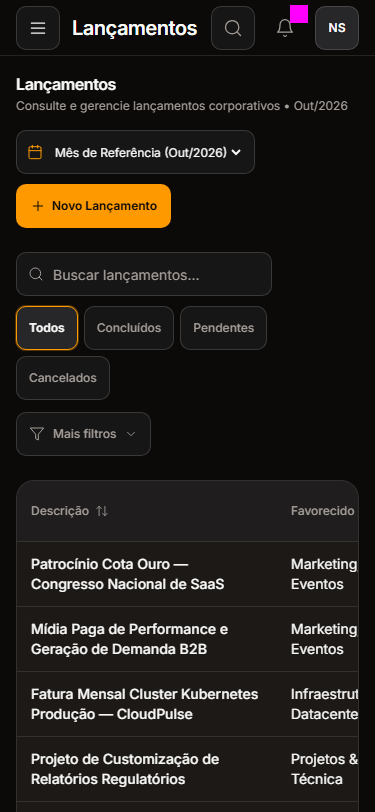 Lançamentos
NS
Lançamentos
Consulte e gerencie lançamentos corporativos • Out/2026
Mês de Referência (Out/2026)
Novo Lançamento
Buscar lançamentos...
Todos
Concluídos
Pendentes
Cancelados
Mais filtros
Descrição
Favorecido
Patrocínio Cota Ouro —
Congresso Nacional de SaaS
Marketing
Eventos
Mídia Paga de Performance e
Geração de Demanda B2B
Marketing
Eventos
Fatura Mensal Cluster Kubernetes
Produção — CloudPulse
Infraestrut
Datacente
Projeto de Customização de
Relatórios Regulatórios
Projetos &
Técnica